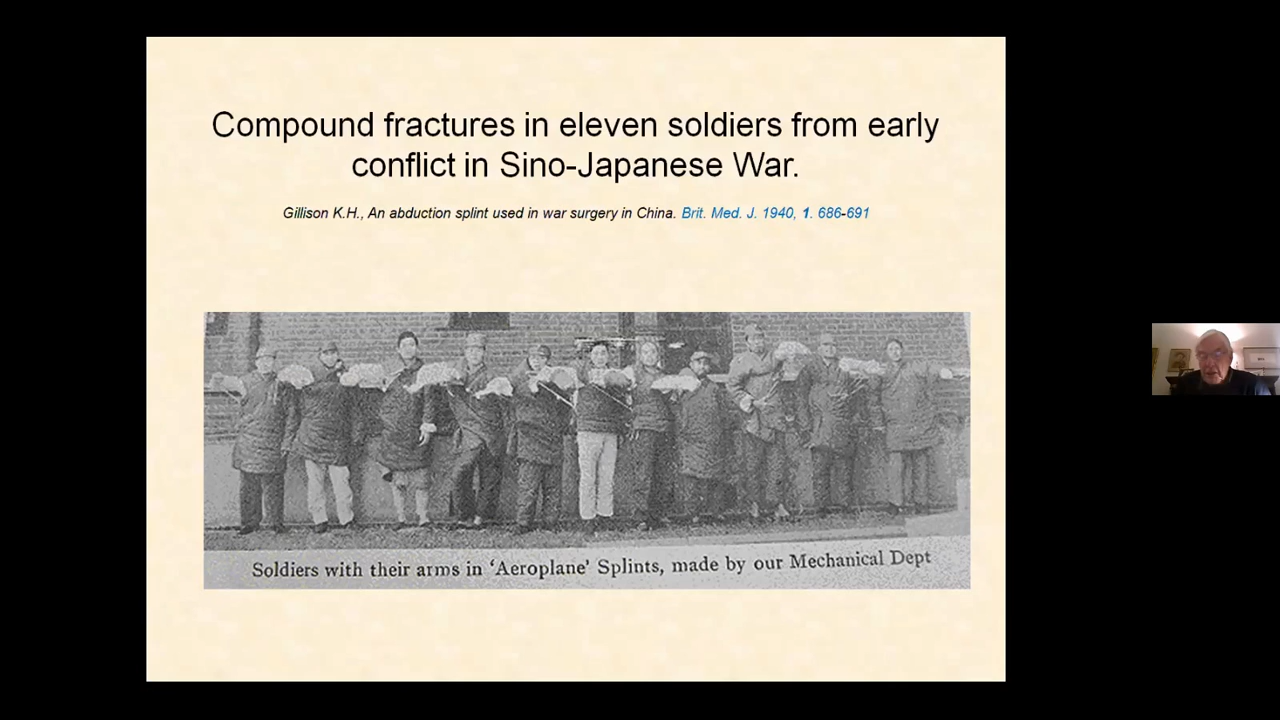 Compound fractures in eleven soldiers from early
conflict in Sino-Japanese War.
Gillison K.H., An abduction splint used in war surgery in China. Brit. Med. J. 1940, 1. 686-691
Soldiers with their arms in ‘Aeroplane’ Splints, made by our Mechanical Dept